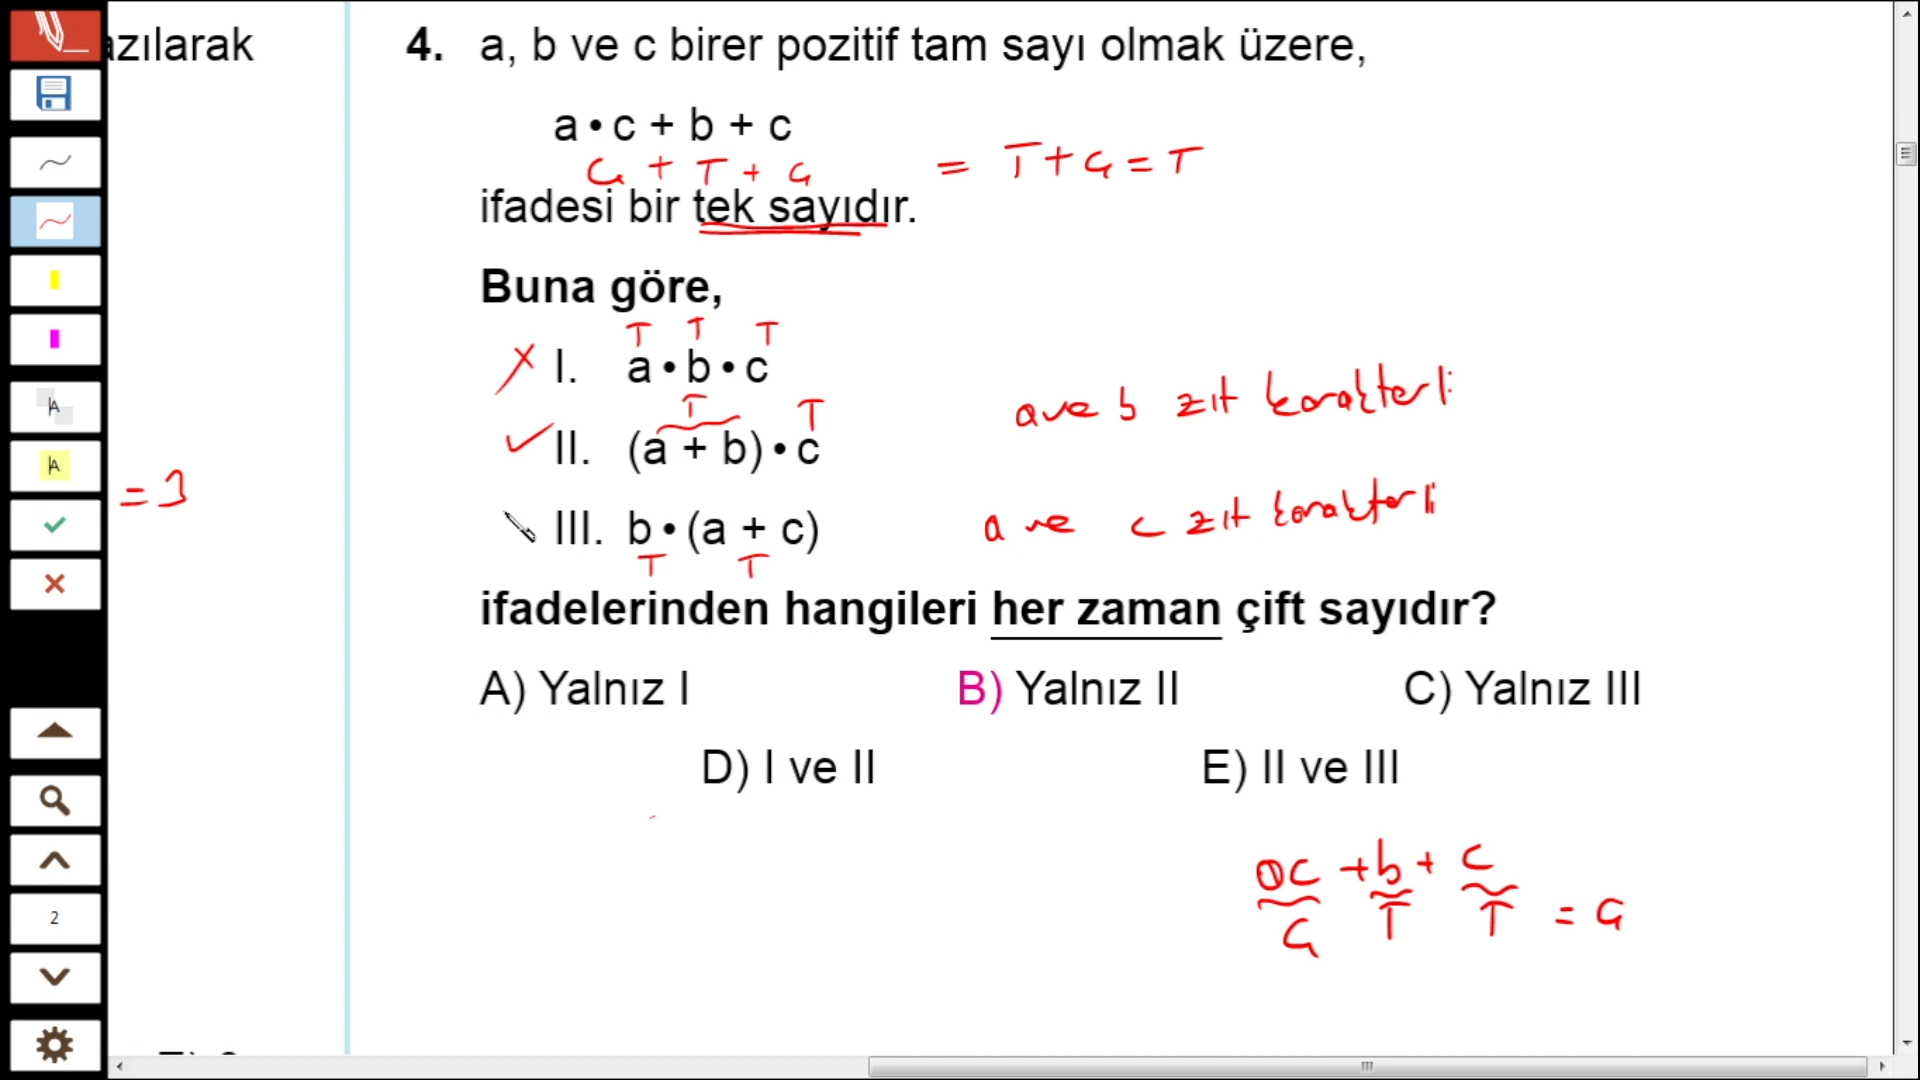 azılarak
4. a, b ve c birer pozitif tam sayı olmak üzere,
a • c + b + c
Ç + T + Ç = T + Ç = T
ifadesi bir tek sayıdır.
Buna göre,
T T T
I. a • b • c
T T
a ve b zıt karakterli
II. (a + b) • c
= 3
III. b • (a + c)
a ve c zıt karakterli
T T
ifadelerinden hangileri her zaman çift sayıdır?
A) Yalnız I B) Yalnız II C) Yalnız III
D) I ve II E) II ve III
ac + b + c
Ç T T = Ç
2